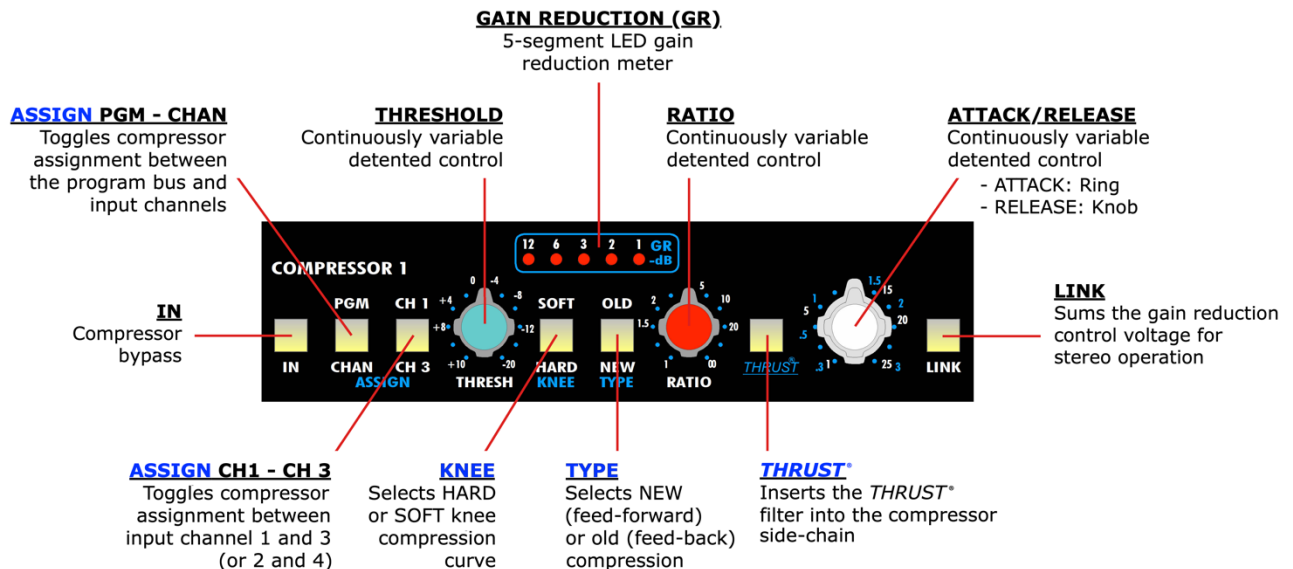 GAIN REDUCTION (GR)
5-segment LED gain
reduction meter
ASSIGN PGM - CHAN
Toggles compressor
assignment between
the program bus and
input channels
THRESHOLD
Continuously variable
detented control
RATIO
Continuously variable
detented control
ATTACK/RELEASE
Continuously variable
detented control
- ATTACK: Ring
- RELEASE: Knob
IN
Compressor
bypass
COMPRESSOR 1
12 6 3 2 1 GR
-dB
PGM CH 1 SOFT OLD
IN CHAN CH 3 HARD NEW
ASSIGN KNEE TYPE
+10 +8 +4 0 -4 -8 -12 -20
THRESH
1 1.5 2 5 10 20 00
RATIO
THRUST®
.3 .5 1 1.5 2 3
1 5 15 20 25
LINK
LINK
Sums the gain reduction
control voltage for
stereo operation
ASSIGN CH1 - CH 3
Toggles compressor
assignment between
input channel 1 and 3
(or 2 and 4)
KNEE
Selects HARD
or SOFT knee
compression
curve
TYPE
Selects NEW
(feed-forward)
or old (feed-back)
compression
THRUST®
Inserts the THRUST®
filter into the compressor
side-chain